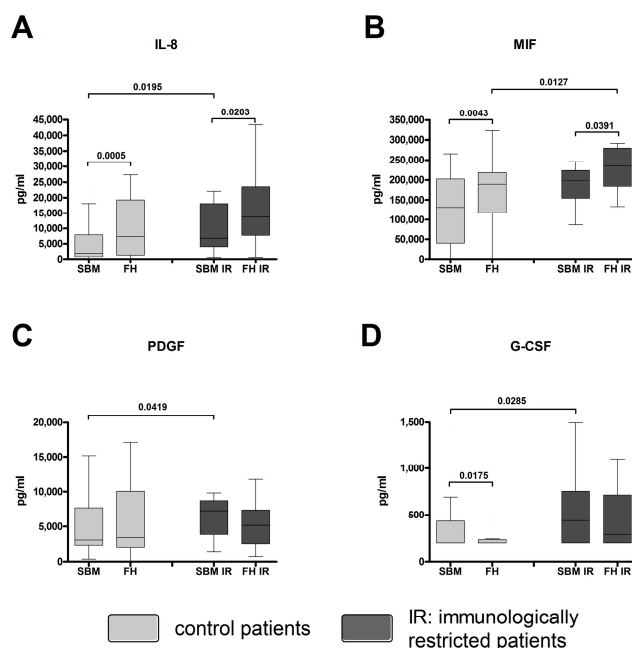 A
IL-8
0.0195
0.0203
0.0005
pg/ml
45,000
40,000
35,000
30,000
25,000
20,000
15,000
10,000
5,000
0
SBM FH SBM IR FH IR
B
MIF
0.0127
0.0043
0.0391
pg/ml
350,000
300,000
250,000
200,000
150,000
100,000
50,000
0
SBM FH SBM IR FH IR
C
PDGF
0.0419
pg/ml
20,000
15,000
10,000
5,000
0
SBM FH SBM IR FH IR
D
G-CSF
0.0285
0.0175
pg/ml
1,500
1,000
500
0
SBM FH SBM IR FH IR
control patients
IR: immunologically
restricted patients